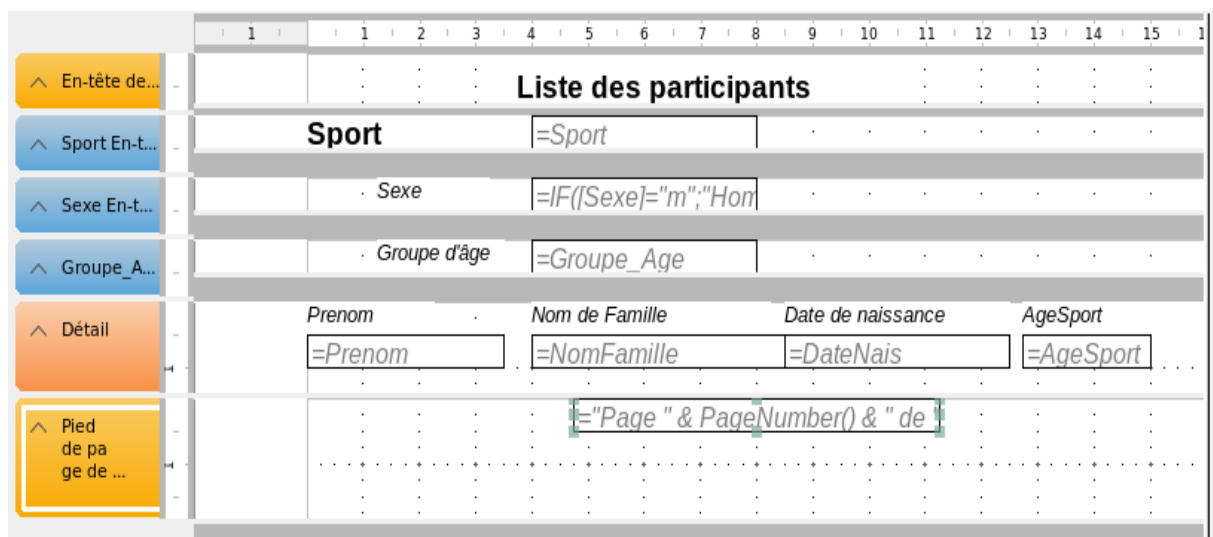 1 1 2 3 4 5 6 7 8 9 10 11 12 13 14 15 1
En-tête de...
Liste des participants
Sport En-t...
Sport
=Sport
Sexe En-t...
Sexe
=IF([Sexe]="m";"Hom
Groupe_A...
Groupe d'âge
=Groupe_Age
Détail
Prenom Nom de Famille Date de naissance AgeSport
=Prenom =NomFamille =DateNais =AgeSport
Pied
de pa
ge de ...
="Page " & PageNumber() & " de "
1
1